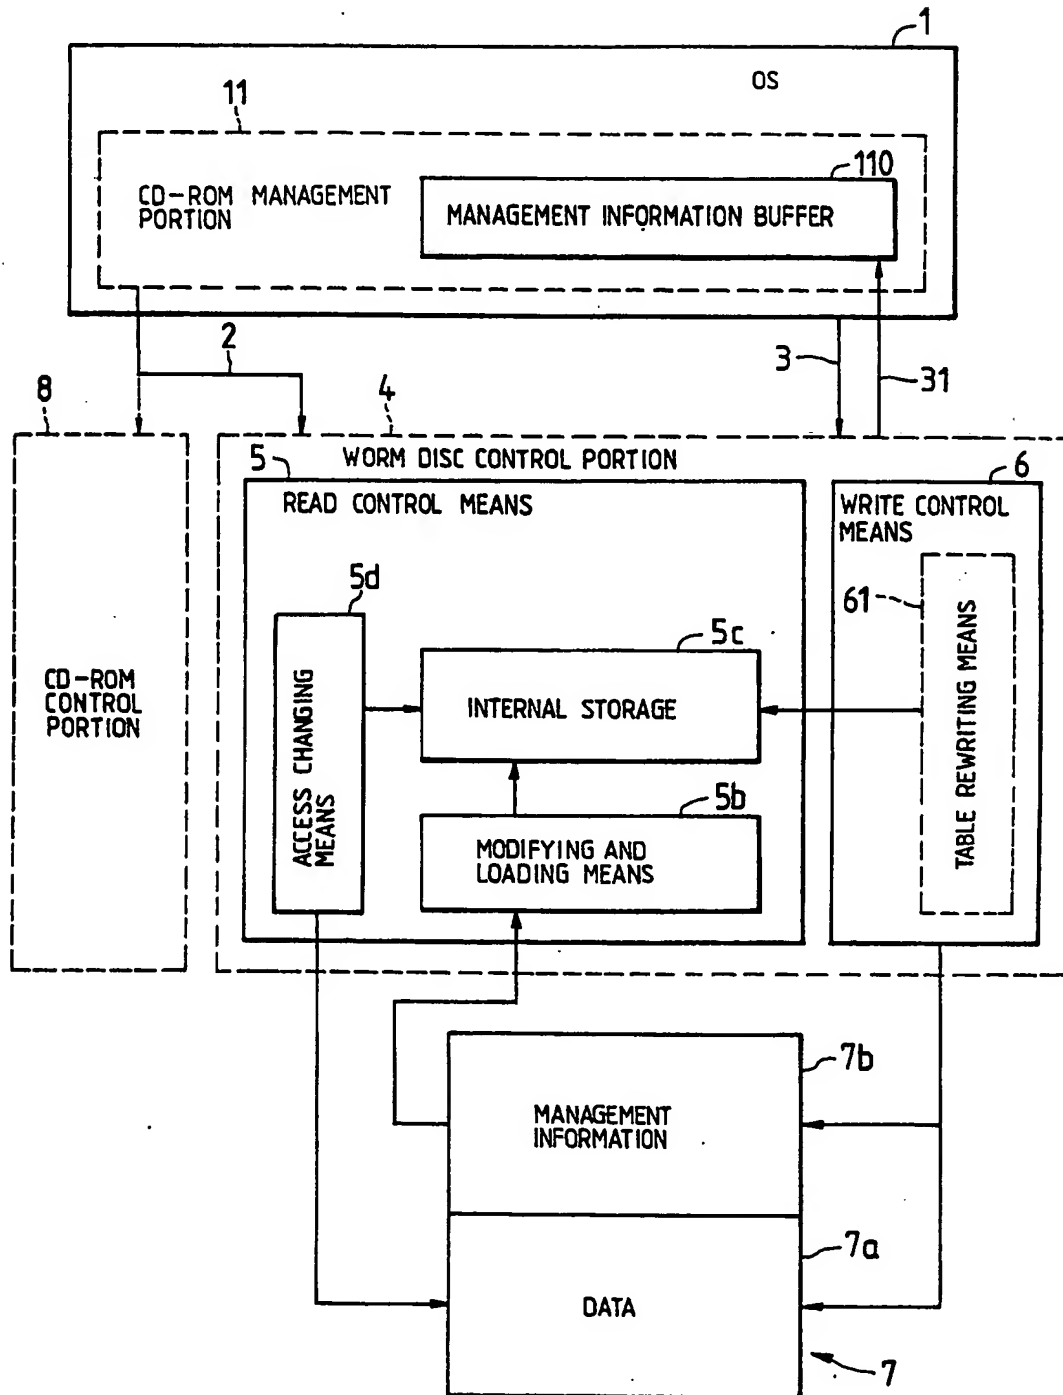 1
OS
11
110
CD-ROM MANAGEMENT
PORTION
MANAGEMENT INFORMATION BUFFER
2
3
31
8
4
WORM DISC CONTROL PORTION
5
6
READ CONTROL MEANS
WRITE CONTROL
MEANS
5d
61
5c
CD-ROM
CONTROL
PORTION
ACCESS CHANGING
MEANS
INTERNAL STORAGE
TABLE REWRITING MEANS
5b
MODIFYING AND
LOADING MEANS
7b
MANAGEMENT
INFORMATION
7a
DATA
7